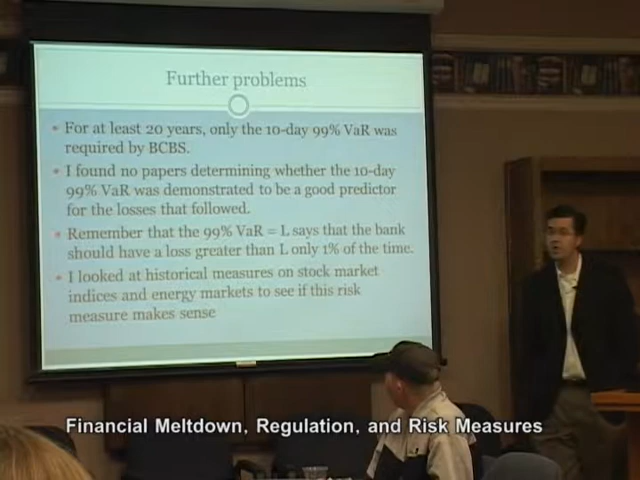 Further problems
For at least 20 years, only the 10-day 99% VaR was
required by BCBS.
I found no papers determining whether the 10-day
99% VaR was demonstrated to be a good predictor
for the losses that followed.
Remember that the 99% VaR = L says that the bank
should have a loss greater than L only 1% of the time.
I looked at historical measures on stock market
indices and energy markets to see if this risk
measure makes sense
Financial Meltdown, Regulation, and Risk Measures